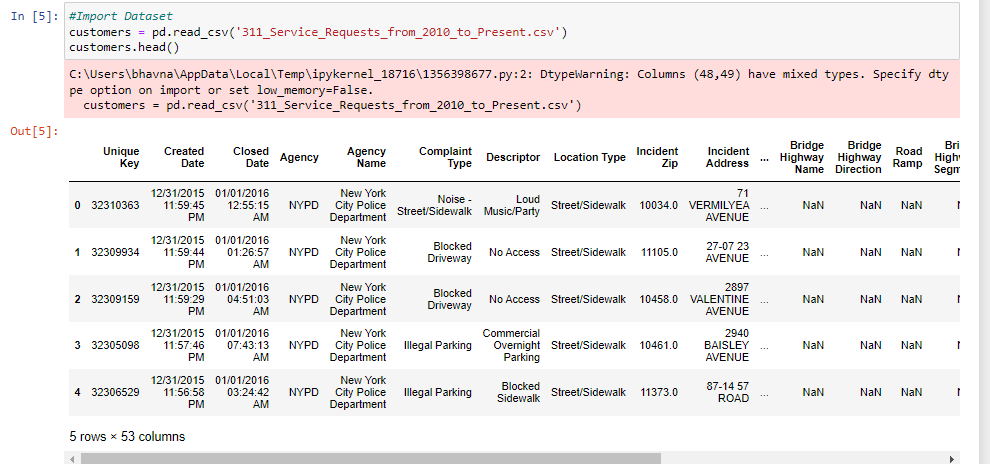 In [5]: #Import Dataset
customers = pd.read_csv('311_Service_Requests_from_2010_to_Present.csv')
customers.head()
C:\Users\bhavna\AppData\Local\Temp\ipykernel_18716\1356398677.py:2: DtypeWarning: Columns (48,49) have mixed types. Specify dty
pe option on import or set low_memory=False.
  customers = pd.read_csv('311_Service_Requests_from_2010_to_Present.csv')
Out[5]:
Unique Key Created Date Closed Date Agency Agency Name Complaint Type Descriptor Location Type Incident Zip Incident Address ... Bridge Highway Name Bridge Highway Direction Road Ramp
0 32310363 12/31/2015 11:59:45 PM 01/01/2016 12:55:15 AM NYPD New York City Police Department Noise - Street/Sidewalk Loud Music/Party Street/Sidewalk 10034.0 71 VERMILYEA AVENUE ... NaN NaN NaN
1 32309934 12/31/2015 11:59:44 PM 01/01/2016 01:26:57 AM NYPD New York City Police Department Blocked Driveway No Access Street/Sidewalk 11105.0 27-07 23 AVENUE ... NaN NaN NaN
2 32309159 12/31/2015 11:59:29 PM 01/01/2016 04:51:03 AM NYPD New York City Police Department Blocked Driveway No Access Street/Sidewalk 10458.0 2897 VALENTINE AVENUE ... NaN NaN NaN
3 32305098 12/31/2015 11:57:46 PM 01/01/2016 07:43:13 AM NYPD New York City Police Department Illegal Parking Commercial Overnight Parking Street/Sidewalk 10461.0 2940 BAISLEY AVENUE ... NaN NaN NaN
4 32306529 12/31/2015 11:56:58 PM 01/01/2016 03:24:42 AM NYPD New York City Police Department Illegal Parking Blocked Sidewalk Street/Sidewalk 11373.0 87-14 57 ROAD ... NaN NaN NaN
5 rows × 53 columns